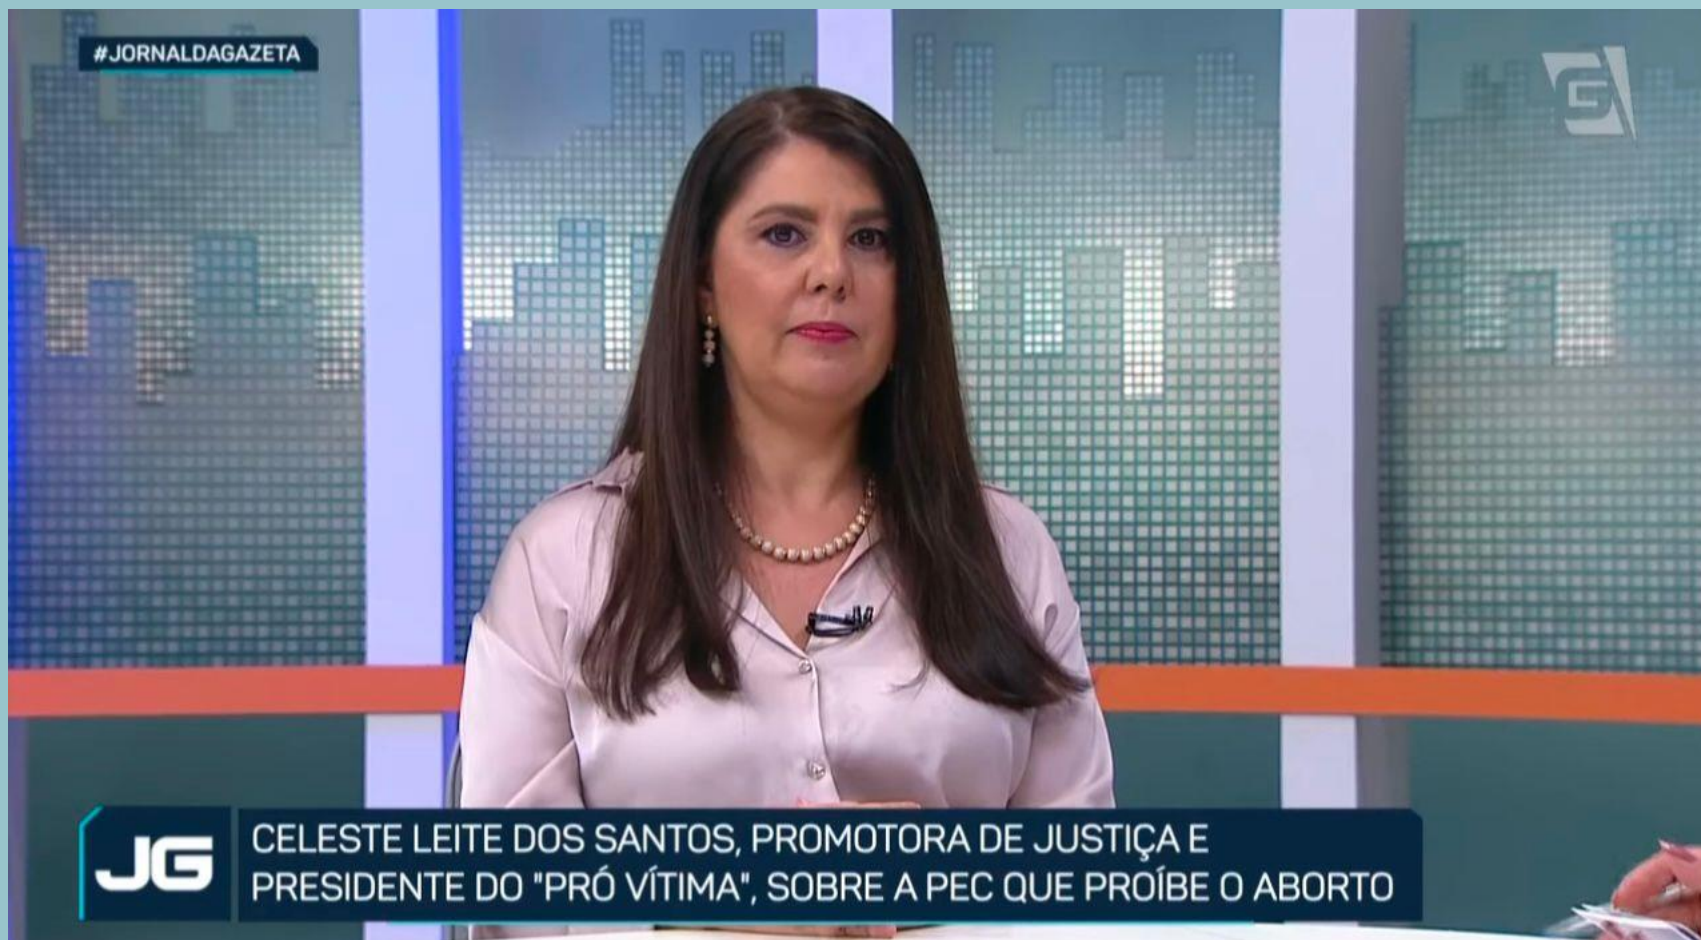 #JORNALDAGAZETA
G
JG
CELESTE LEITE DOS SANTOS, PROMOTORA DE JUSTIÇA E
PRESIDENTE DO "PRÓ VÍTIMA", SOBRE A PEC QUE PROÍBE O ABORTO